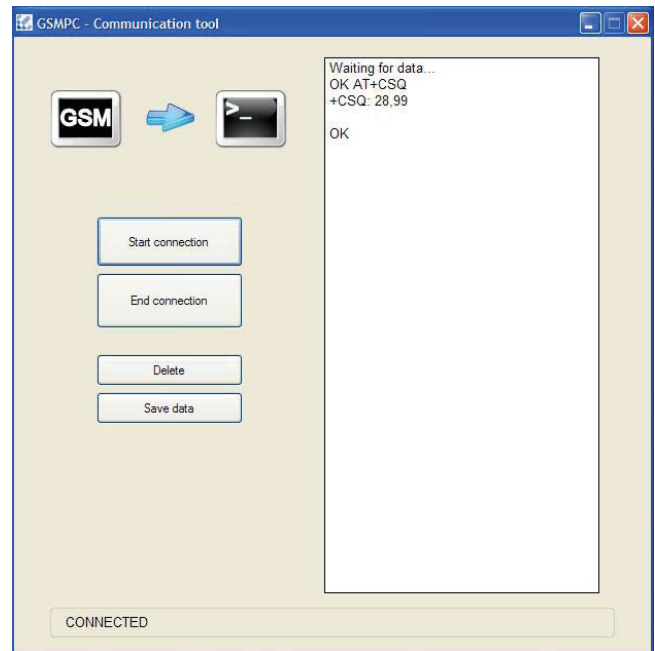 GSMPC - Communication tool
GSM
>_
Start connection
End connection
Delete
Save data
Waiting for data...
OK AT+CSQ
+CSQ: 28,99
OK
CONNECTED